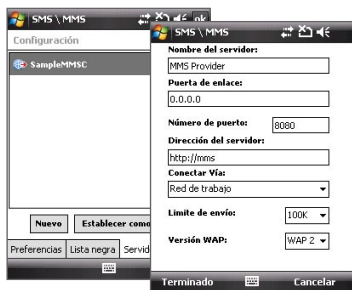 SMS \ MMS
ok
Configuración
SampleMMSC
Nuevo
Establecer como
Preferencias
Lista negra
Servid
SMS \ MMS
Nombre del servidor:
MMS Provider
Puerta de enlace:
0.0.0.0
Número de puerto: 8080
Dirección del servidor:
http://mms
Conectar Vía:
Red de trabajo
Limite de envío: 100K
Versión WAP: WAP 2
Terminado
Cancelar